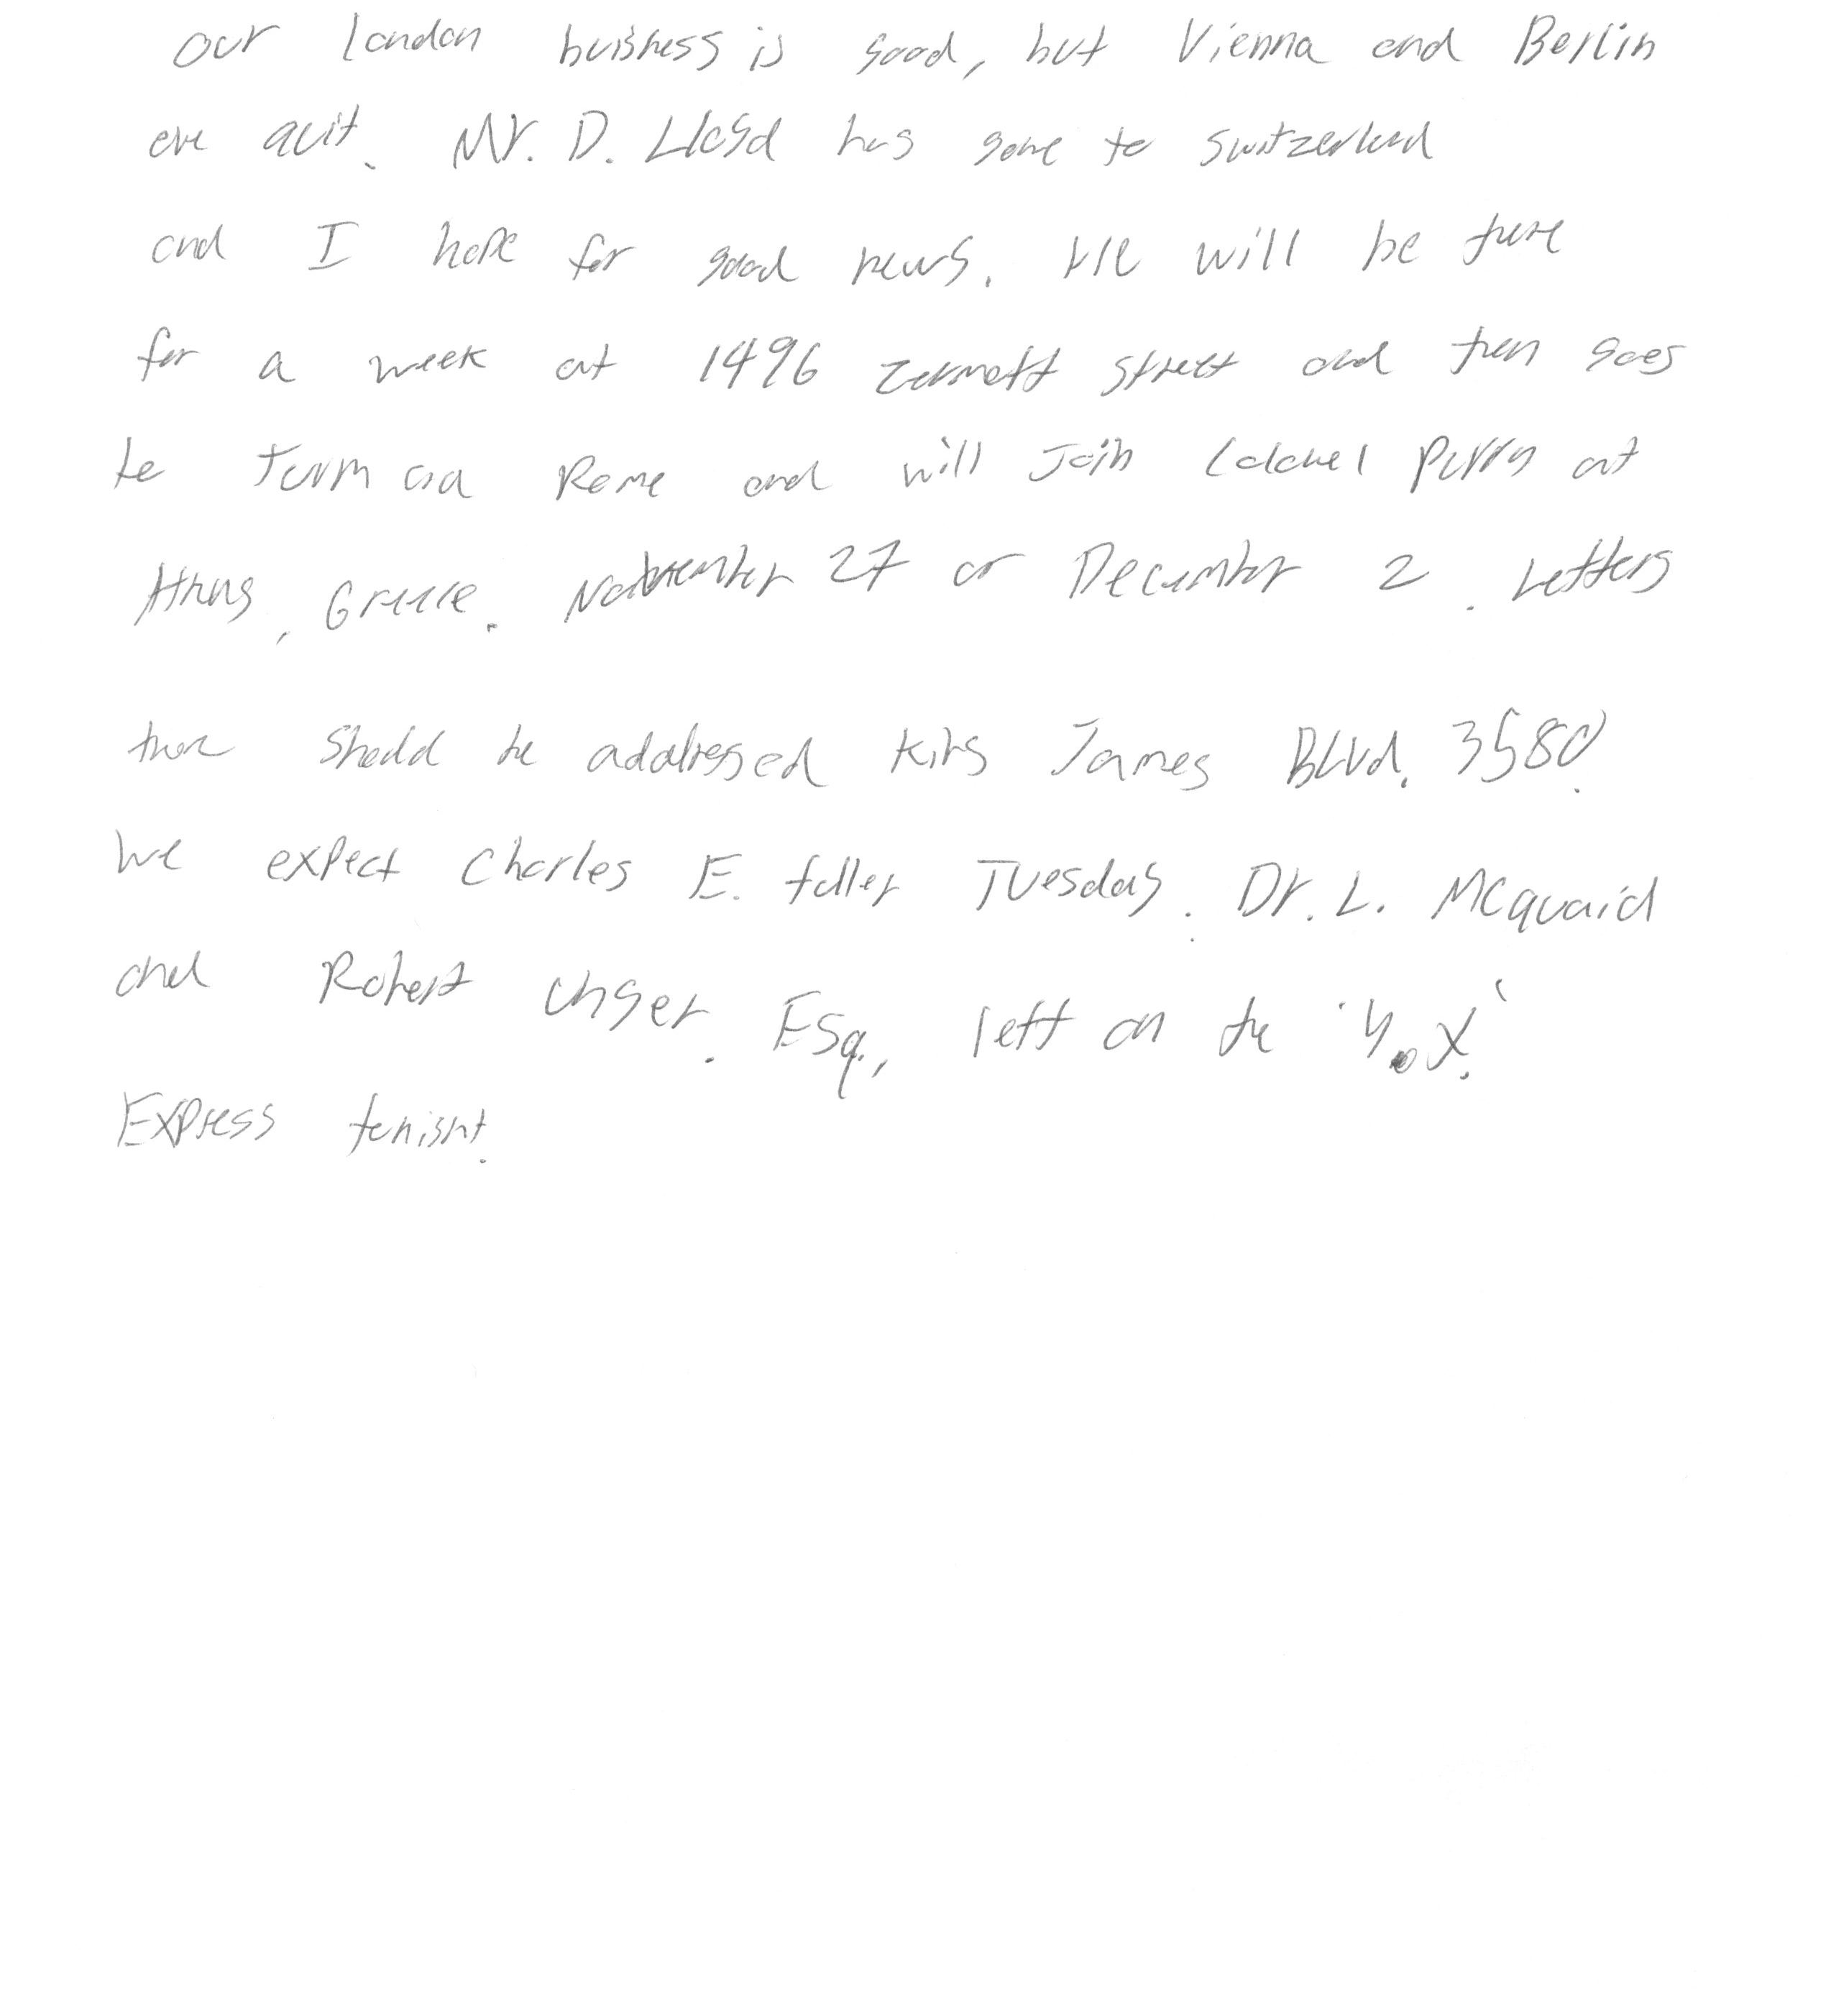 Our London business is good, but Vienna and Berlin
are quit. Mr. D. Lloyd has gone to Switzerland
and I hope for good news. He will be there
for a week at 1496 Zermott street and then goes
to Turin and Rome and will Join Colonel Perry at
Athens, Greece. November 27 or December 2. Letters
there should be addressed King James Blvd. 3580.
We expect Charles E. fuller Tuesday. Dr. L. McQuaid
and Robert Unger. Esq., left on the 'Y.X.'
Express tonight.